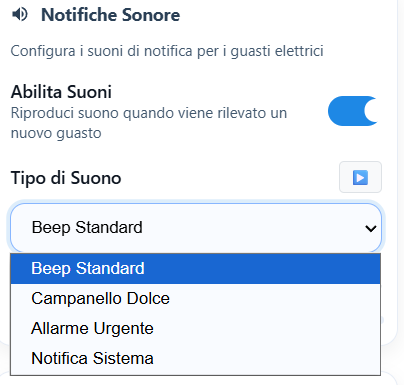 Notifiche Sonore
Configura i suoni di notifica per i guasti elettrici
Abilita Suoni
Riproduci suono quando viene rilevato un
nuovo guasto
Tipo di Suono
Beep Standard
Beep Standard
Campanello Dolce
Allarme Urgente
Notifica Sistema